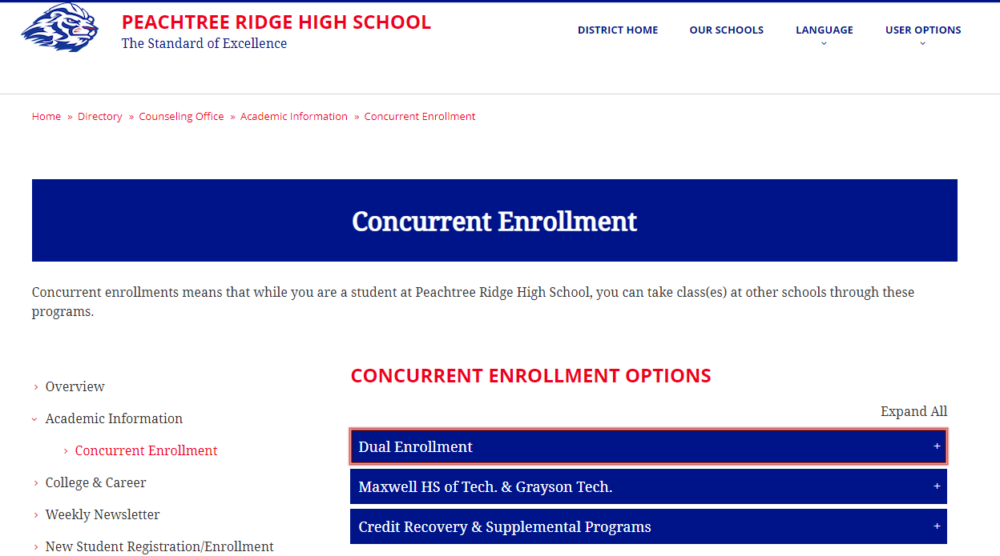 PEACHTREE RIDGE HIGH SCHOOL
The Standard of Excellence
DISTRICT HOME OUR SCHOOLS LANGUAGE USER OPTIONS
Home » Directory » Counseling Office » Academic Information » Concurrent Enrollment
Concurrent Enrollment
Concurrent enrollments means that while you are a student at Peachtree Ridge High School, you can take class(es) at other schools through these
programs.
Overview
Academic Information
Concurrent Enrollment
College & Career
Weekly Newsletter
New Student Registration/Enrollment
CONCURRENT ENROLLMENT OPTIONS
Expand All
Dual Enrollment +
Maxwell HS of Tech. & Grayson Tech. +
Credit Recovery & Supplemental Programs +